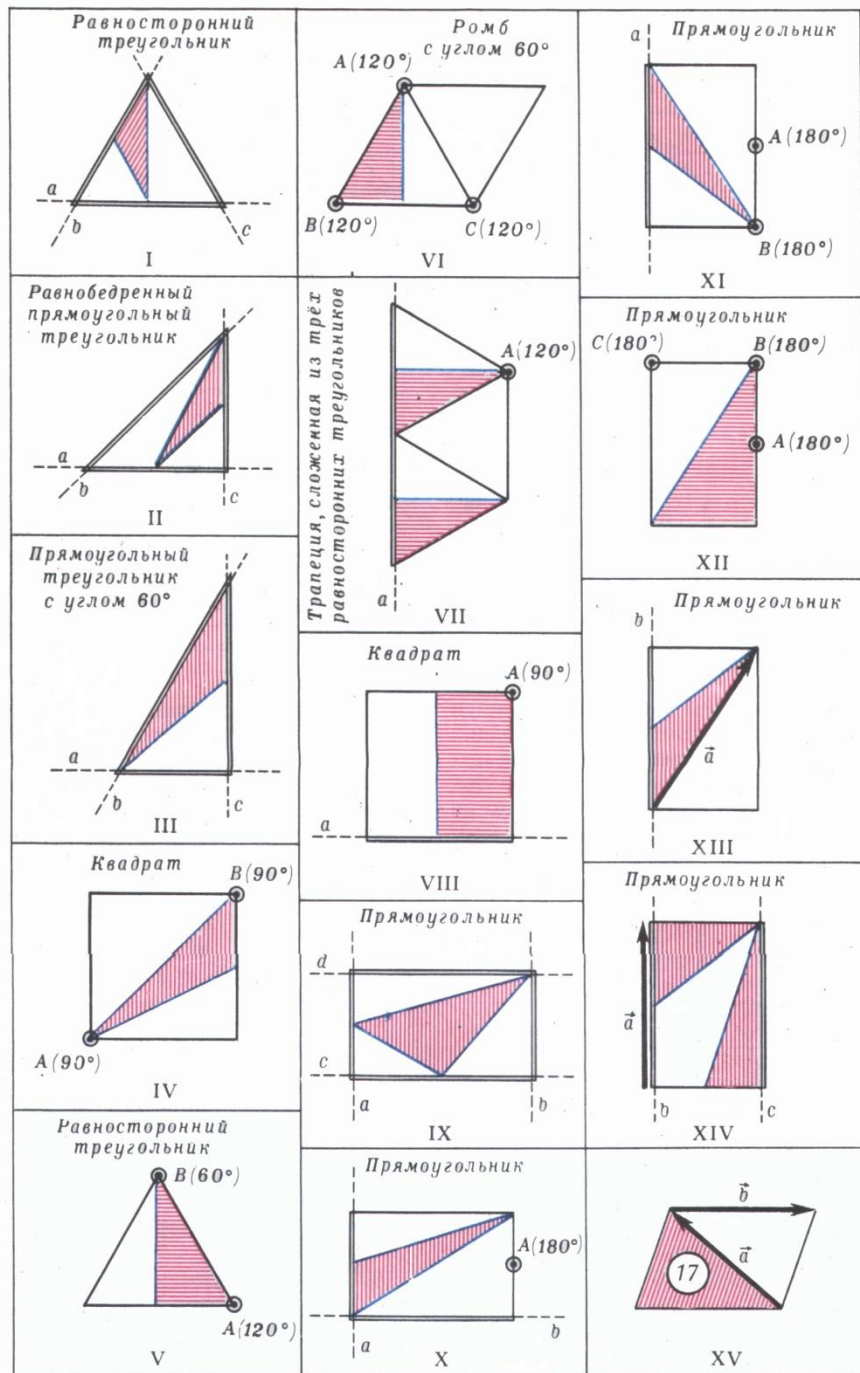 Равносторонний
треугольник
a
b
c
I
Равнобедренный
прямоугольный
треугольник
a
b
c
II
Прямоугольный
треугольник
с углом 60°
a
b
c
III
Квадрат
B(90°)
A(90°)
IV
Равносторонний
треугольник
B(60°)
A(120°)
V
Ромб
с углом 60°
A(120°)
B(120°)
C(120°)
VI
Трапеция, сложенная из трёх
равносторонних треугольников
A(120°)
a
VII
Квадрат
A(90°)
a
VIII
Прямоугольник
d
c
a
b
IX
Прямоугольник
A(180°)
b
a
X
a
Прямоугольник
A(180°)
B(180°)
XI
Прямоугольник
C(180°)
B(180°)
A(180°)
XII
Прямоугольник
b
a⃗
XIII
Прямоугольник
a⃗
b
c
XIV
b⃗
a⃗
17
XV